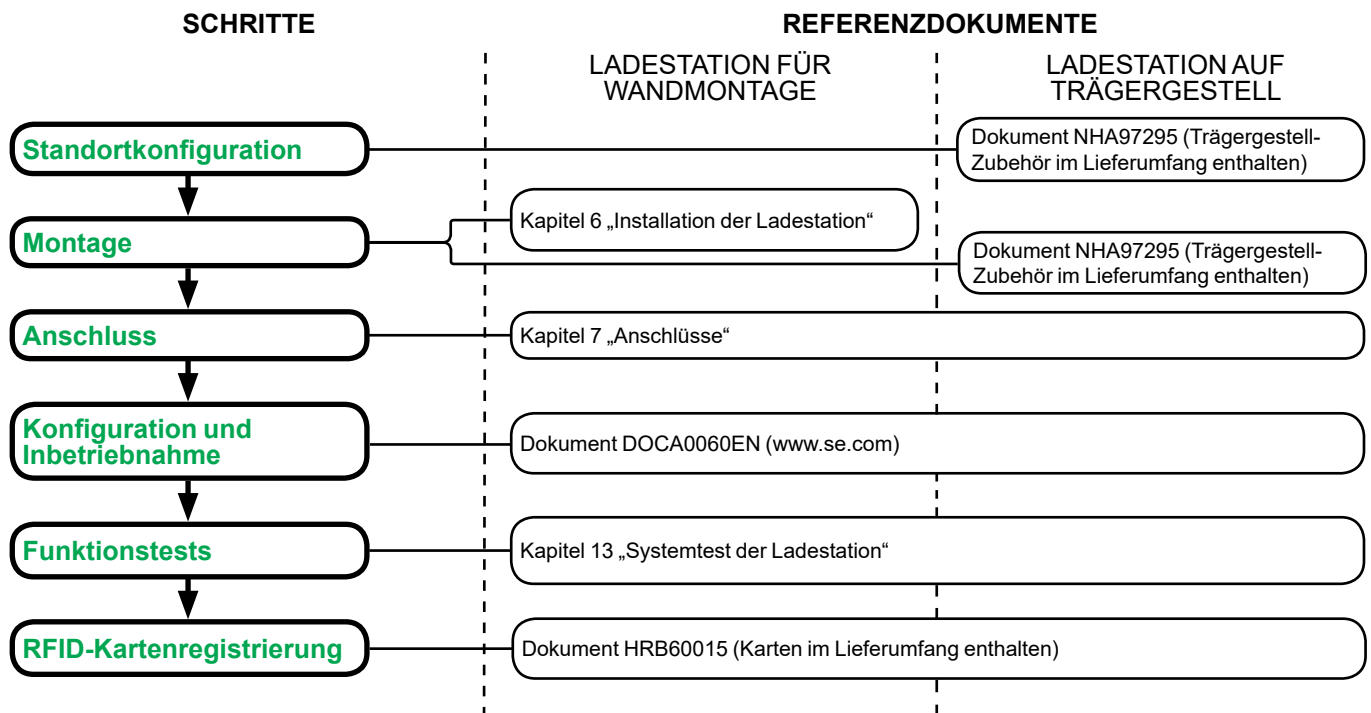 SCHRITTE
REFERENZDOKUMENTE
LADESTATION FÜR
WANDMONTAGE
LADESTATION AUF
TRÄGERGESTELL
Standortkonfiguration
Dokument NHA97295 (Trägergestell-
Zubehör im Lieferumfang enthalten)
Montage
Kapitel 6 „Installation der Ladestation“
Dokument NHA97295 (Trägergestell-
Zubehör im Lieferumfang enthalten)
Anschluss
Kapitel 7 „Anschlüsse“
Konfiguration und
Inbetriebnahme
Dokument DOCA0060EN (www.se.com)
Funktionstests
Kapitel 13 „Systemtest der Ladestation“
RFID-Kartenregistrierung
Dokument HRB60015 (Karten im Lieferumfang enthalten)